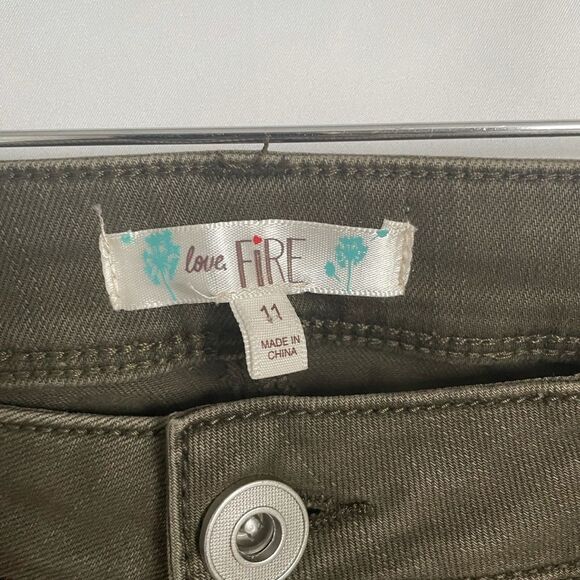 love, FiRE
11
MADE IN
CHINA